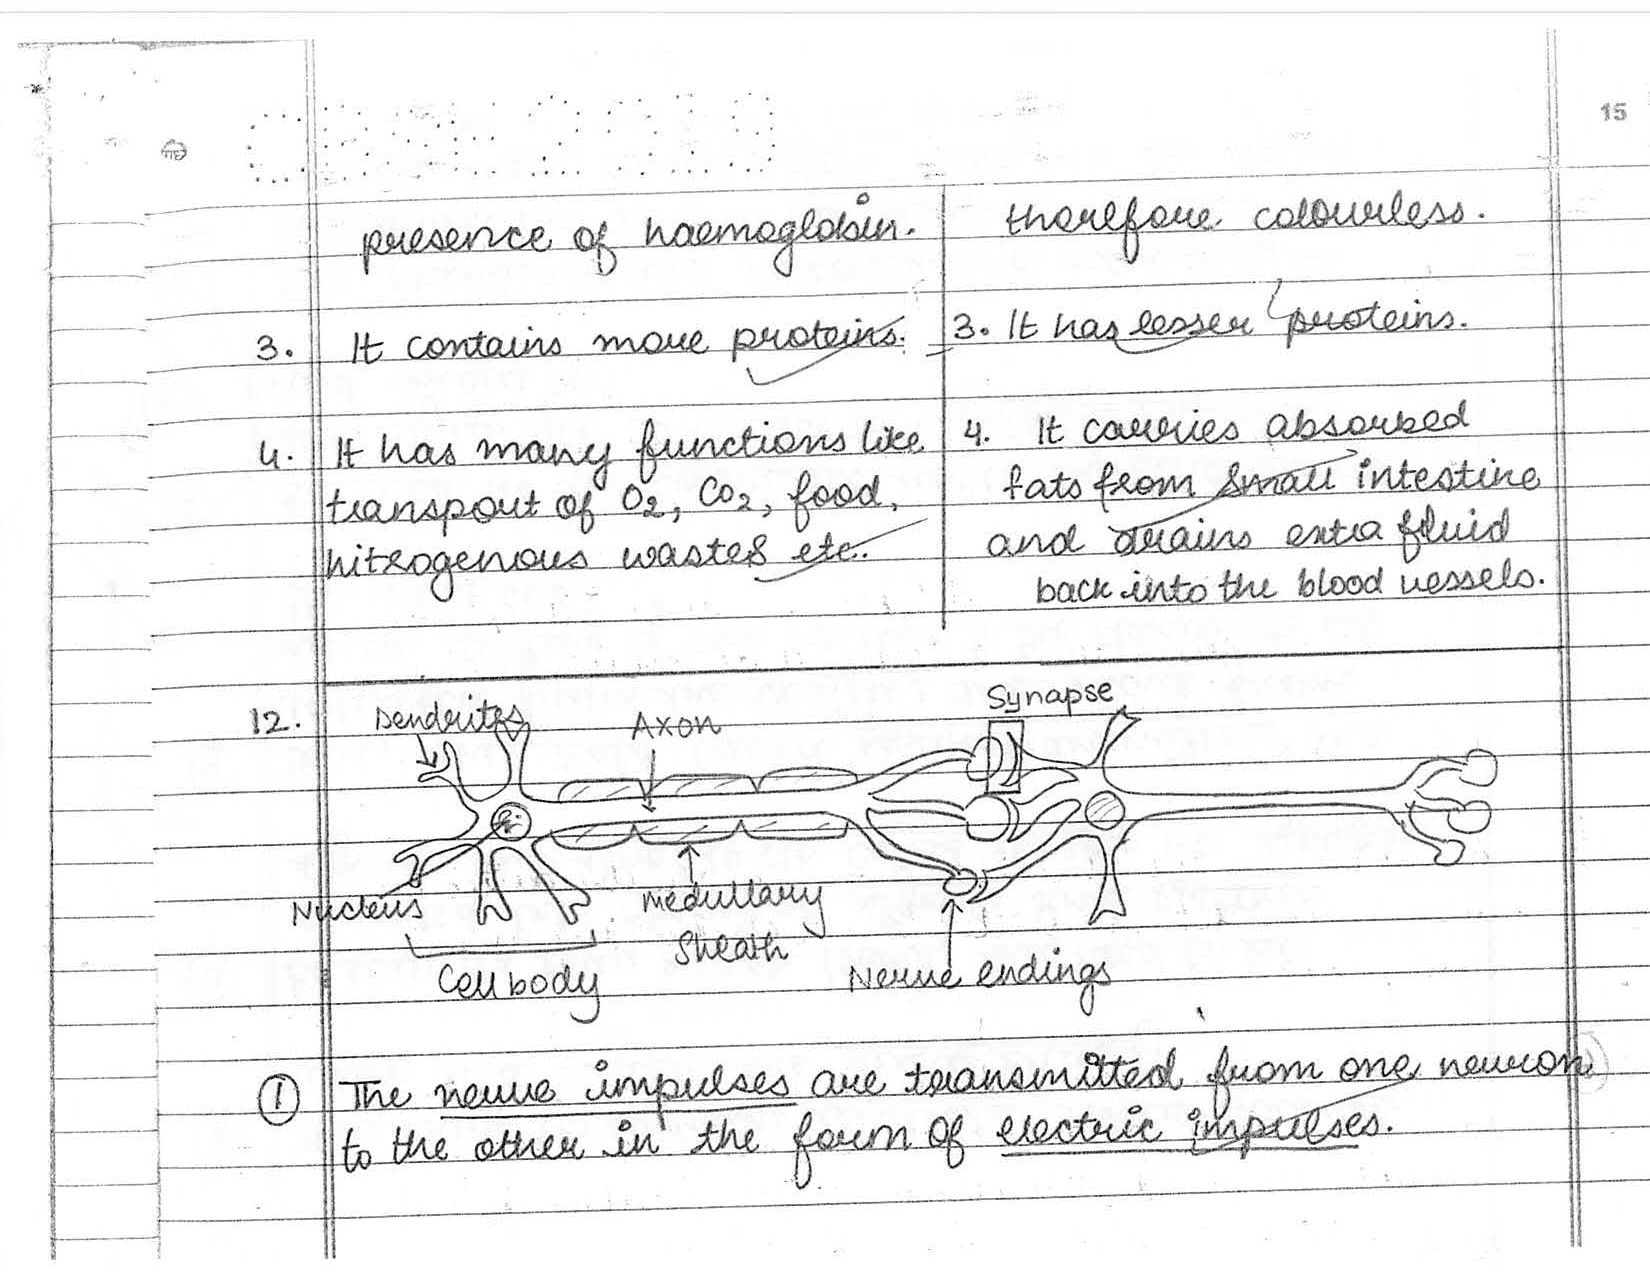 15
presence of haemoglobin.
therefore colourless.
3. It contains more proteins.
3. It has lesser proteins.
4. It has many functions like
transport of O2, CO2, food,
nitrogenous wastes etc.
4. It carries absorbed
fats from small intestine
and drains extra fluid
back into the blood vessels.
12.
Dendrites
Axon
Synapse
Nucleus
Medullary
Sheath
Cell body
Nerve endings
① The nerve impulses are transmitted from one neuron
to the other in the form of electric impulses.